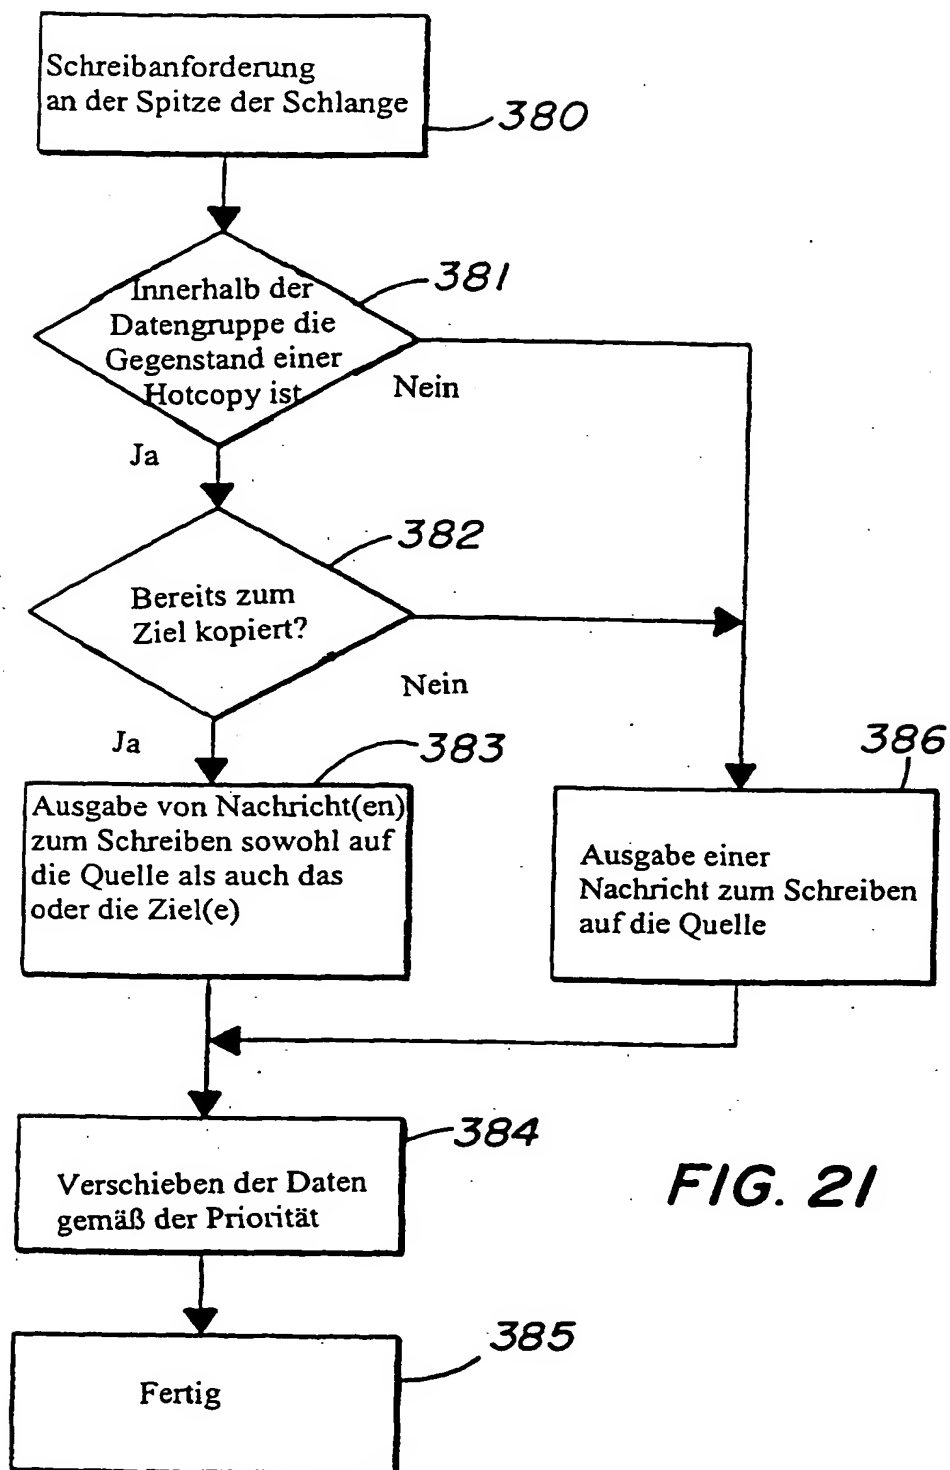 Schreibanforderung
an der Spitze der Schlange
380
Innerhalb der
Datengruppe die
Gegenstand einer
Hotcopy ist
381
Nein
Ja
382
Bereits zum
Ziel kopiert?
Nein
Ja
383
386
Ausgabe von Nachricht(en)
zum Schreiben sowohl auf
die Quelle als auch das
oder die Ziel(e)
Ausgabe einer
Nachricht zum Schreiben
auf die Quelle
384
Verschieben der Daten
gemäß der Priorität
FIG. 21
385
Fertig